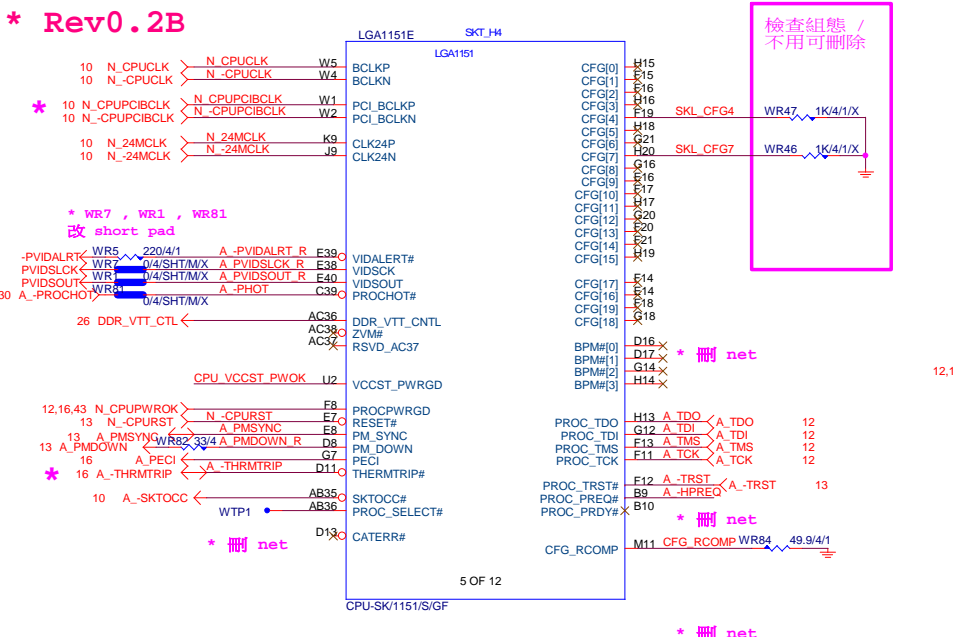 * Rev0.2B
LGA1151E
SKT_H4
LGA1151
檢查組態 /
不用可刪除
10 N_CPUCLK N_CPUCLK W5 BCLKP
10 N_-CPUCLK N_-CPUCLK W4 BCLKN
* 10 N_CPUPCIBCLK N_CPUPCIBCLK W1 PCI_BCLKP
10 N_-CPUPCIBCLK N_-CPUPCIBCLK W2 PCI_BCLKN
10 N_24MCLK N_24MCLK K9 CLK24P
10 N_-24MCLK N_-24MCLK J9 CLK24N
* WR7 , WR1 , WR81
改 short pad
-PVIDALRT WR5 220/4/1 A_-PVIDALRT_R E39 VIDALERT#
PVIDSLCK WR7 0/4/SHT/M/X A_PVIDSLCK_R E38 VIDSCK
PVIDSOUT WR1 0/4/SHT/M/X A_PVIDSOUT_R E40 VIDSOUT
30 A_-PROCHOT WR81 0/4/SHT/M/X A_-PHOT C39 PROCHOT#
26 DDR_VTT_CTL AC36 DDR_VTT_CNTL
AC38 ZVM#
AC37 RSVD_AC37
CPU_VCCST_PWOK U2 VCCST_PWRGD
12,16,43 N_CPUPWROK F8 PROCPWRGD
13 N_-CPURST N_-CPURST E7 RESET#
13 A_PMSYNC A_PMSYNC E8 PM_SYNC
13 A_PMDOWN WR82 33/4 A_PMDOWN_R D8 PM_DOWN
16 A_PECI G7 PECI
* 16 A_-THRMTRIP A_-THRMTRIP D11 THERMTRIP#
10 A_-SKTOCC AB35 SKTOCC#
WTP1 AB36 PROC_SELECT#
* 刪 net D13 CATERR#
CFG[0] H15
CFG[1] F15
CFG[2] F16
CFG[3] H16
CFG[4] F19 SKL_CFG4 WR47 1K/4/1/X
CFG[5] H18
CFG[6] G21
CFG[7] H20 SKL_CFG7 WR46 1K/4/1/X
CFG[8] G16
CFG[9] E16
CFG[10] F17
CFG[11] H17
CFG[12] G20
CFG[13] F20
CFG[14] F21
CFG[15] H19
CFG[17] F14
CFG[16] E14
CFG[19] F18
CFG[18] G18
BPM#[0] D16
BPM#[1] D17
BPM#[2] G14
BPM#[3] H14
* 刪 net
12,1
PROC_TDO H13 A_TDO A_TDO 12
PROC_TDI G12 A_TDI A_TDI 12
PROC_TMS F13 A_TMS A_TMS 12
PROC_TCK F11 A_TCK A_TCK 12
PROC_TRST# F12 A_-TRST A_-TRST 13
PROC_PREQ# B9 A_-HPREQ
PROC_PRDY# B10
* 刪 net
CFG_RCOMP M11 CFG_RCOMP WR84 49.9/4/1
5 OF 12
CPU-SK/1151/S/GF
* 刪 net